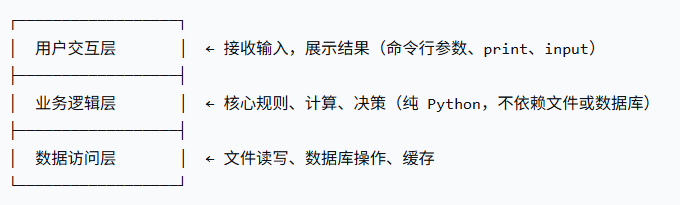 用户交互层 ← 接收输入，展示结果（命令行参数、print、input）
业务逻辑层 ← 核心规则、计算、决策（纯 Python，不依赖文件或数据库）
数据访问层 ← 文件读写、数据库操作、缓存